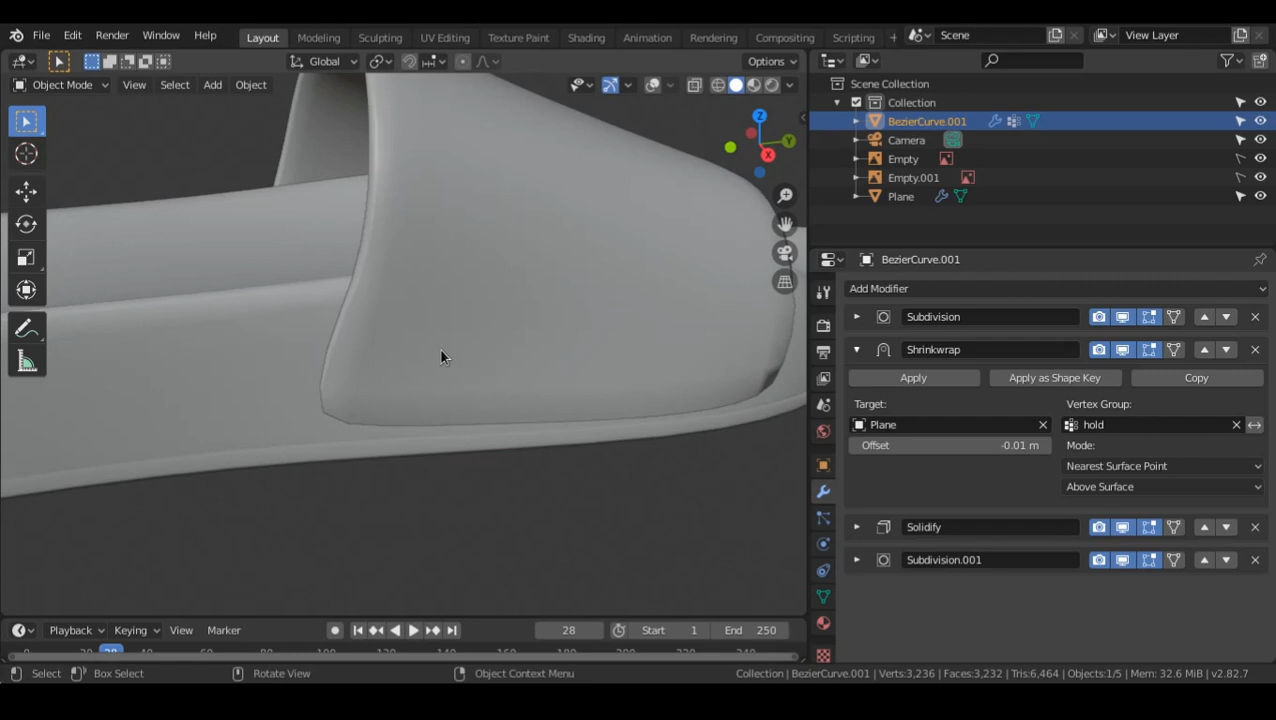 File Edit Render Window Help Layout Modeling Sculpting UV Editing Texture Paint Shading Animation Rendering Compositing Scripting + Scene View Layer
Global Options
Object Mode View Select Add Object
Z Y X
Scene Collection
Collection
BezierCurve.001
Camera
Empty
Empty.001
Plane
BezierCurve.001
Add Modifier
Subdivision
Shrinkwrap
Apply Apply as Shape Key Copy
Target: Vertex Group:
Plane hold
Offset -0.01 m Mode:
Nearest Surface Point
Above Surface
Solidify
Subdivision.001
Playback Keying View Marker 28 Start 1 End 250
Select Box Select Rotate View Object Context Menu Collection | BezierCurve.001 | Verts:3,236 | Faces:3,232 | Tris:6,464 | Objects:1/5 | Mem: 32.6 MiB | v2.82.7